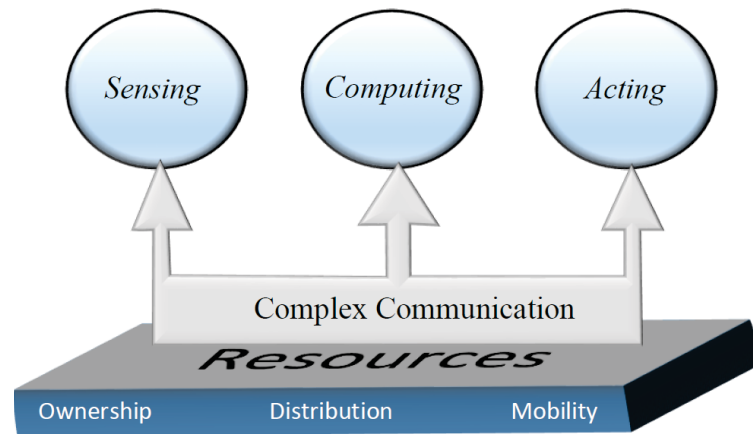 Sensing Computing Acting
Complex Communication
Resources
Ownership Distribution Mobility